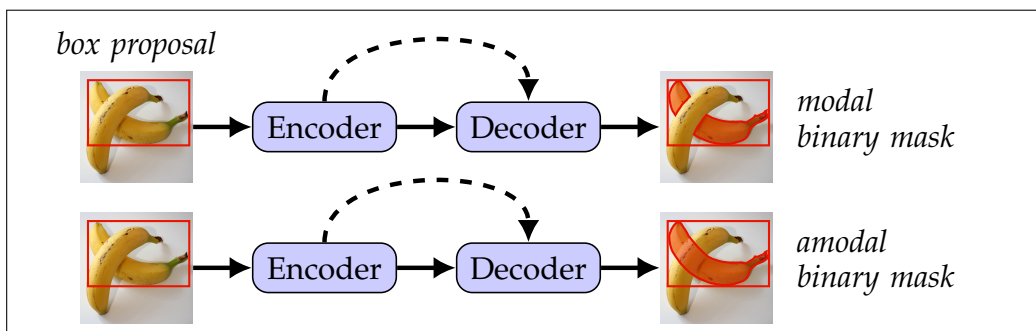 box proposal
Encoder
Decoder
modal
binary mask
Encoder
Decoder
amodal
binary mask